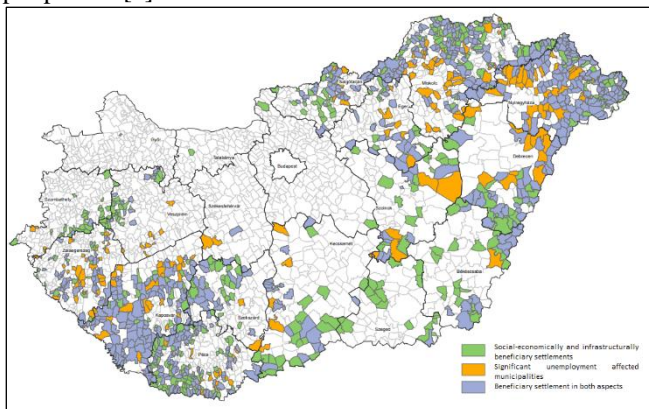 Salgótarján
Miskolc
Eger
Nyíregyháza
Debrecen
Győr
Tatabánya
Budapest
Szombathely
Veszprém
Székesfehérvár
Szolnok
Zalaegerszeg
Kecskemét
Békéscsaba
Kaposvár
Szekszárd
Szeged
Pécs
Social-economically and infrastructurally
beneficiary settlements
Significant unemployment affected
municipalities
Beneficiary settlement in both aspects